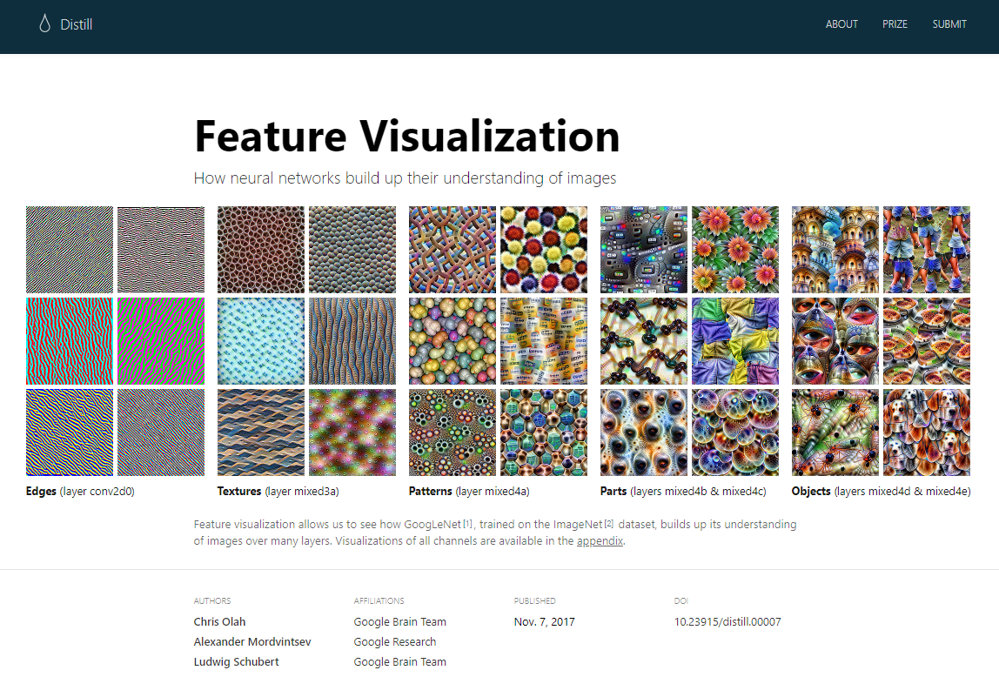 Distill
ABOUT PRIZE SUBMIT
Feature Visualization
How neural networks build up their understanding of images
Edges (layer conv2d0)
Textures (layer mixed3a)
Patterns (layer mixed4a)
Parts (layers mixed4b & mixed4c)
Objects (layers mixed4d & mixed4e)
Feature visualization allows us to see how GoogLeNet[1], trained on the ImageNet[2] dataset, builds up its understanding
of images over many layers. Visualizations of all channels are available in the appendix.
AUTHORS AFFILIATIONS PUBLISHED DOI
Chris Olah Google Brain Team Nov. 7, 2017 10.23915/distill.00007
Alexander Mordvintsev Google Research
Ludwig Schubert Google Brain Team